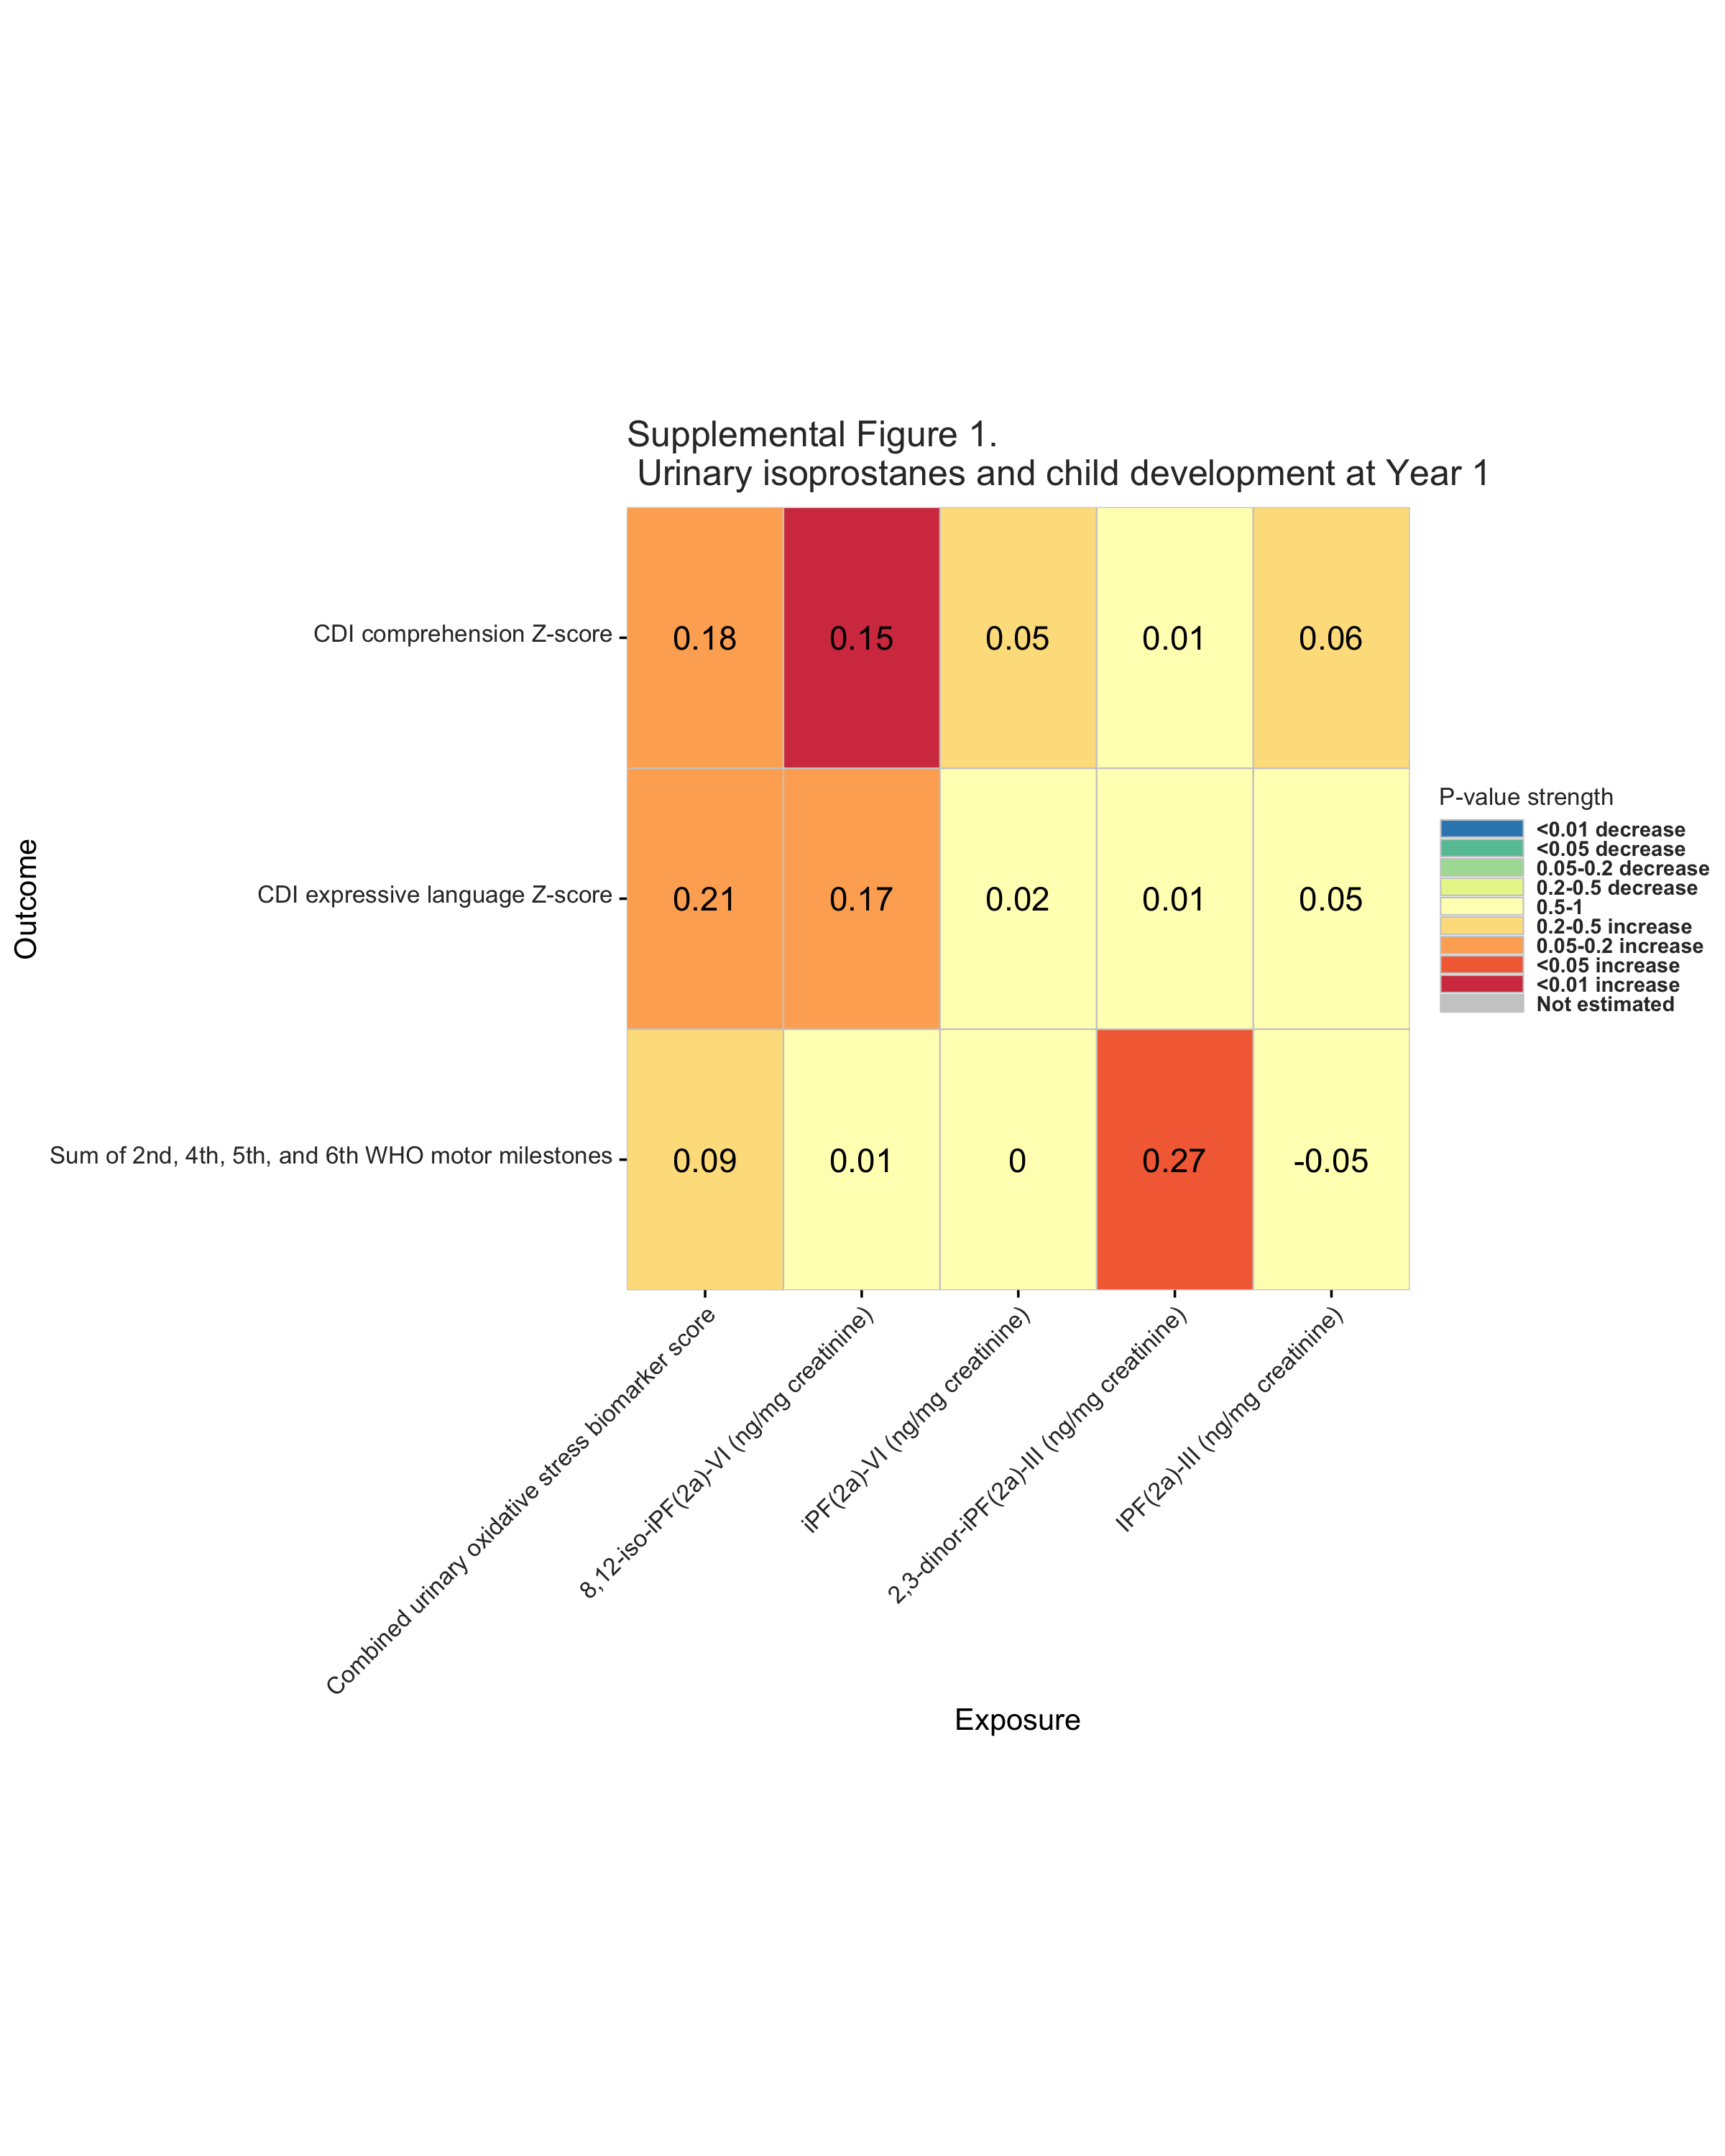 Supplemental Figure 1.
Urinary isoprostanes and child development at Year 1
Outcome
CDI comprehension Z-score
0.18 0.15 0.05 0.01 0.06
CDI expressive language Z-score
0.21 0.17 0.02 0.01 0.05
Sum of 2nd, 4th, 5th, and 6th WHO motor milestones
0.09 0.01 0 0.27 -0.05
Combined urinary oxidative stress biomarker score
8,12-iso-iPF(2a)-VI (ng/mg creatinine)
iPF(2a)-VI (ng/mg creatinine)
2,3-dinor-iPF(2a)-III (ng/mg creatinine)
IPF(2a)-III (ng/mg creatinine)
Exposure
P-value strength
<0.01 decrease
<0.05 decrease
0.05-0.2 decrease
0.2-0.5 decrease
0.5-1
0.2-0.5 increase
0.05-0.2 increase
<0.05 increase
<0.01 increase
Not estimated